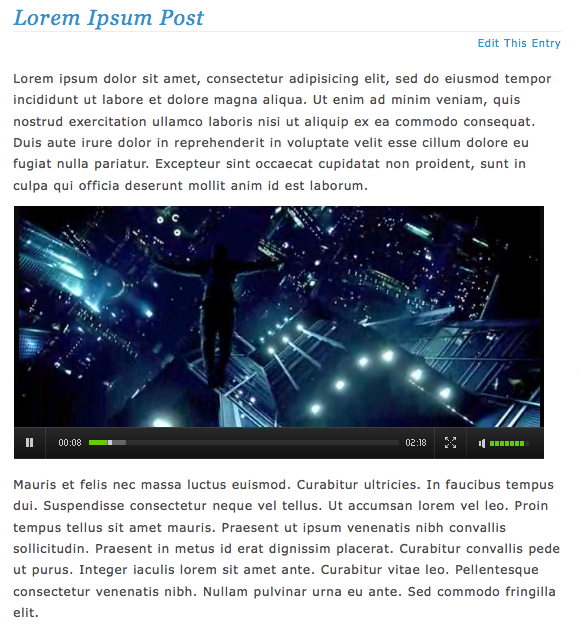 Lorem Ipsum Post
Edit This Entry
Lorem ipsum dolor sit amet, consectetur adipisicing elit, sed do eiusmod tempor
incididunt ut labore et dolore magna aliqua. Ut enim ad minim veniam, quis
nostrud exercitation ullamco laboris nisi ut aliquip ex ea commodo consequat.
Duis aute irure dolor in reprehenderit in voluptate velit esse cillum dolore eu
fugiat nulla pariatur. Excepteur sint occaecat cupidatat non proident, sunt in
culpa qui officia deserunt mollit anim id est laborum.
00:08 02:18
Mauris et felis nec massa luctus euismod. Curabitur ultricies. In faucibus tempus
dui. Suspendisse consectetur neque vel tellus. Ut accumsan lorem vel leo. Proin
tempus tellus sit amet mauris. Praesent ut ipsum venenatis nibh convallis
sollicitudin. Praesent in metus id erat dignissim placerat. Curabitur convallis pede
ut purus. Integer iaculis lorem sit amet ante. Curabitur vitae leo. Pellentesque
consectetur venenatis nibh. Nullam pulvinar urna eu ante. Sed commodo fringilla
elit.